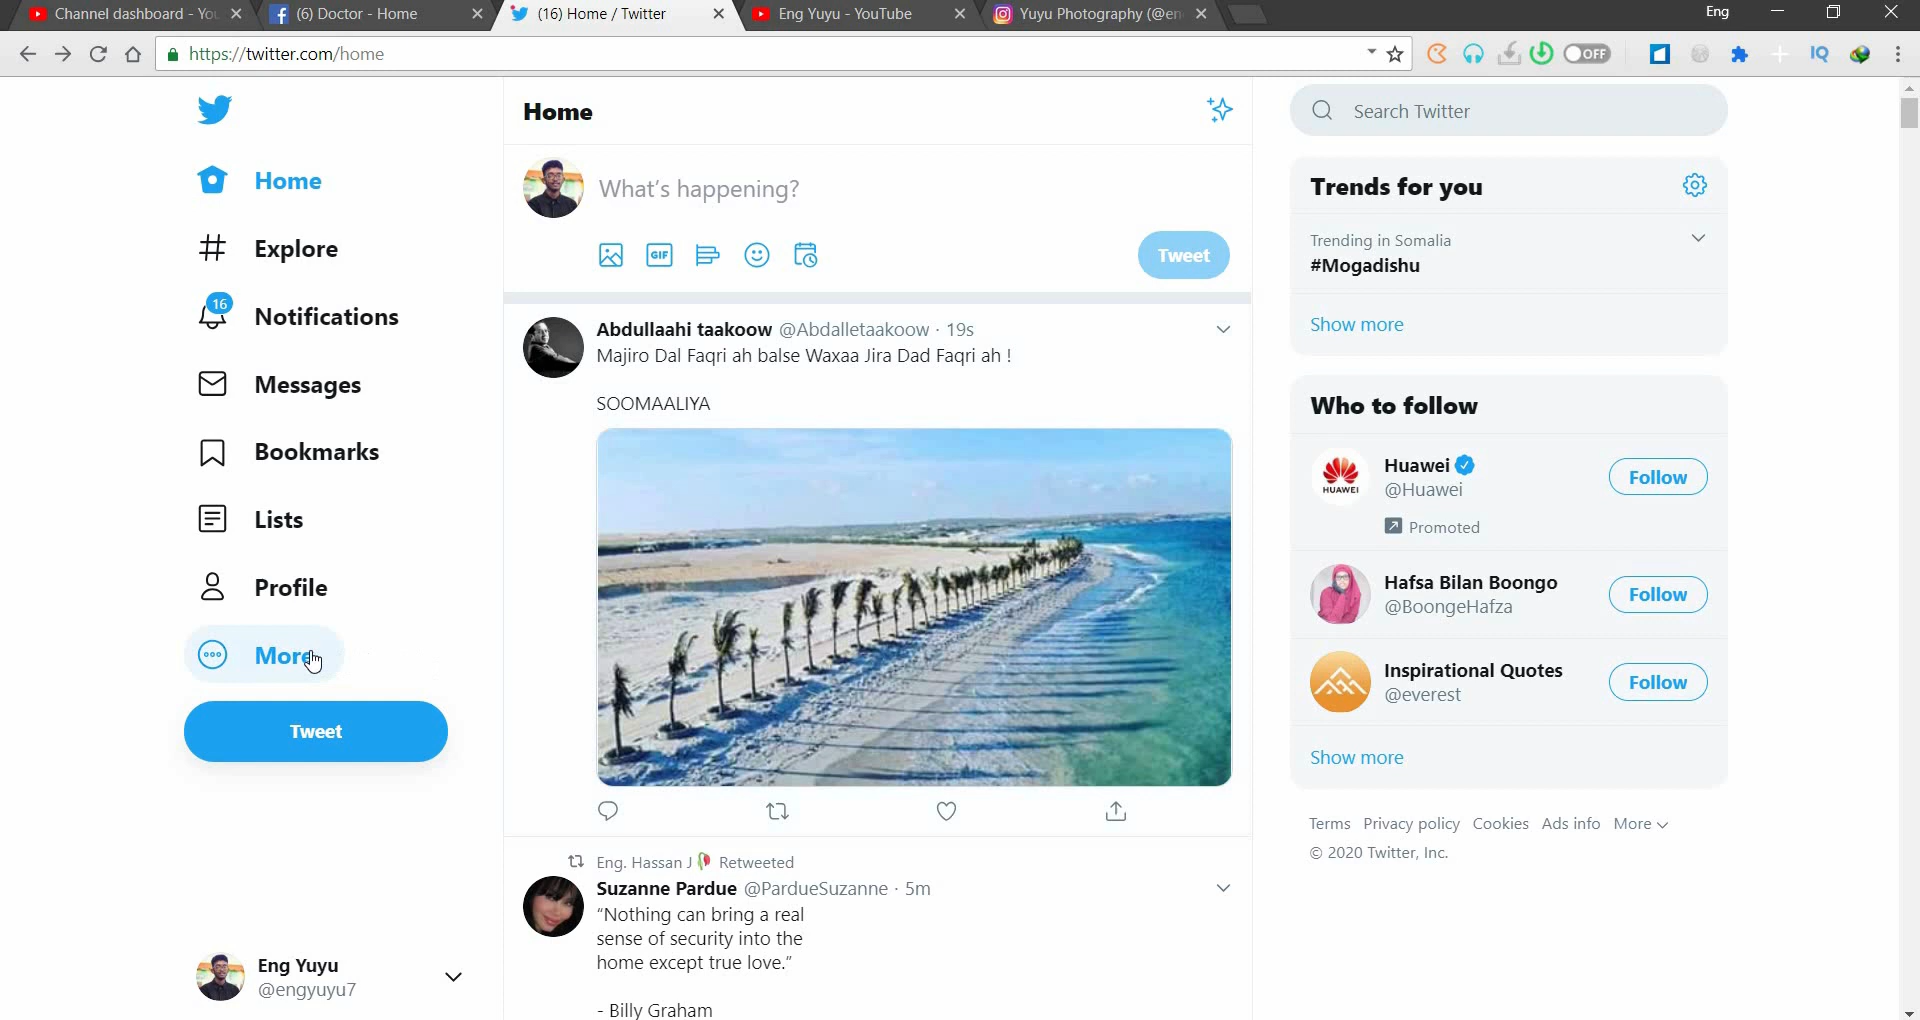 Channel dashboard - You
(6) Doctor - Home
(16) Home / Twitter
Eng Yuyu - YouTube
Yuyu Photography (@en
Eng
https://twitter.com/home
OFF
IQ
Home
Explore
16
Notifications
Messages
Bookmarks
Lists
Profile
More
Tweet
Eng Yuyu
@engyuyu7
Home
What's happening?
GIF
Tweet
Abdullaahi taakoow @Abdalletaakoow · 19s
Majiro Dal Faqri ah balse Waxaa Jira Dad Faqri ah !
SOOMAALIYA
Eng. Hassan J Retweeted
Suzanne Pardue @PardueSuzanne · 5m
“Nothing can bring a real
sense of security into the
home except true love.”
- Billy Graham
Search Twitter
Trends for you
Trending in Somalia
#Mogadishu
Show more
Who to follow
HUAWEI
Huawei
@Huawei
Follow
Promoted
Hafsa Bilan Boongo
@BoongeHafza
Follow
Inspirational Quotes
@everest
Follow
Show more
Terms Privacy policy Cookies Ads info More
© 2020 Twitter, Inc.